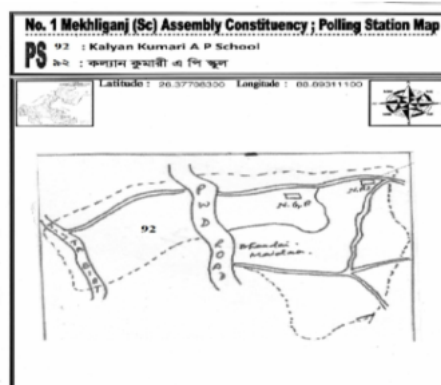 No. 1 Mekhliganj (Sc) Assembly Constituency ; Polling Station Map
PS 92 : Kalyan Kumari A P School
৯২ : কল্যান কুমারী এ পি স্কুল
Latitude : 26.37708300 Longitude : 88.89311100
PWD ROAD
92
Maidan.